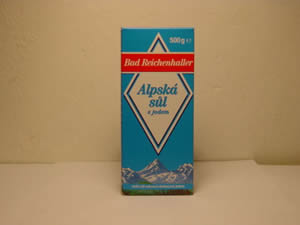 500g e
Bad Reichenhaller
Alpská
sůl
s jodem